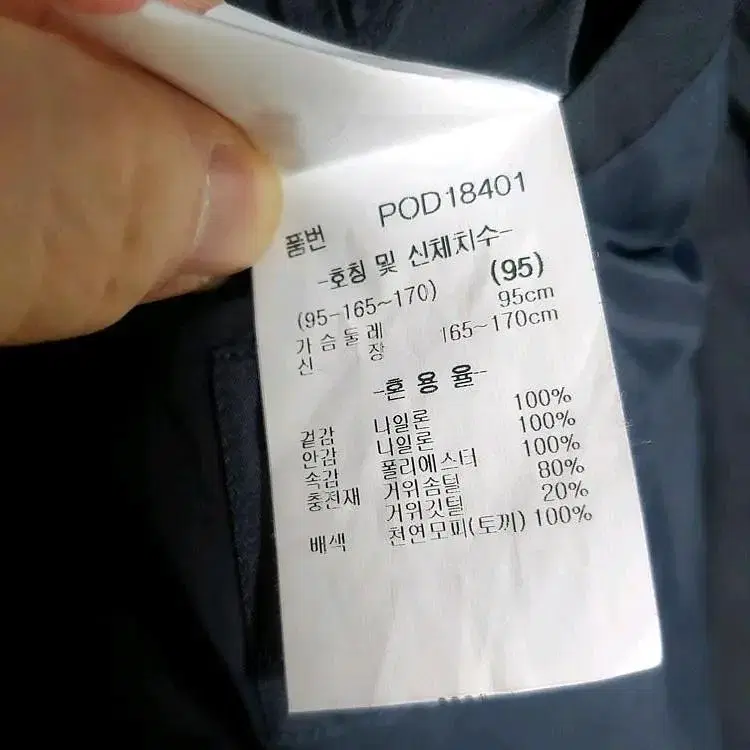 품번 POD18401
-호칭 및 신체치수-
(95-165~170) (95)
가슴둘레 95cm
신 장 165~170cm
-혼용율-
겉감 나일론 100%
안감 나일론 100%
속감 폴리에스터 100%
충전재 거위솜털 80%
거위깃털 20%
배색 천연모피(토끼) 100%